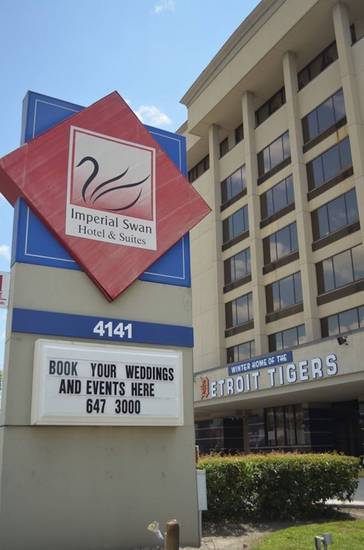 Imperial Swan
Hotel & Suites
4141
BOOK YOUR WEDDINGS
AND EVENTS HERE
647 3000
WINTER HOME OF THE
DETROIT TIGERS